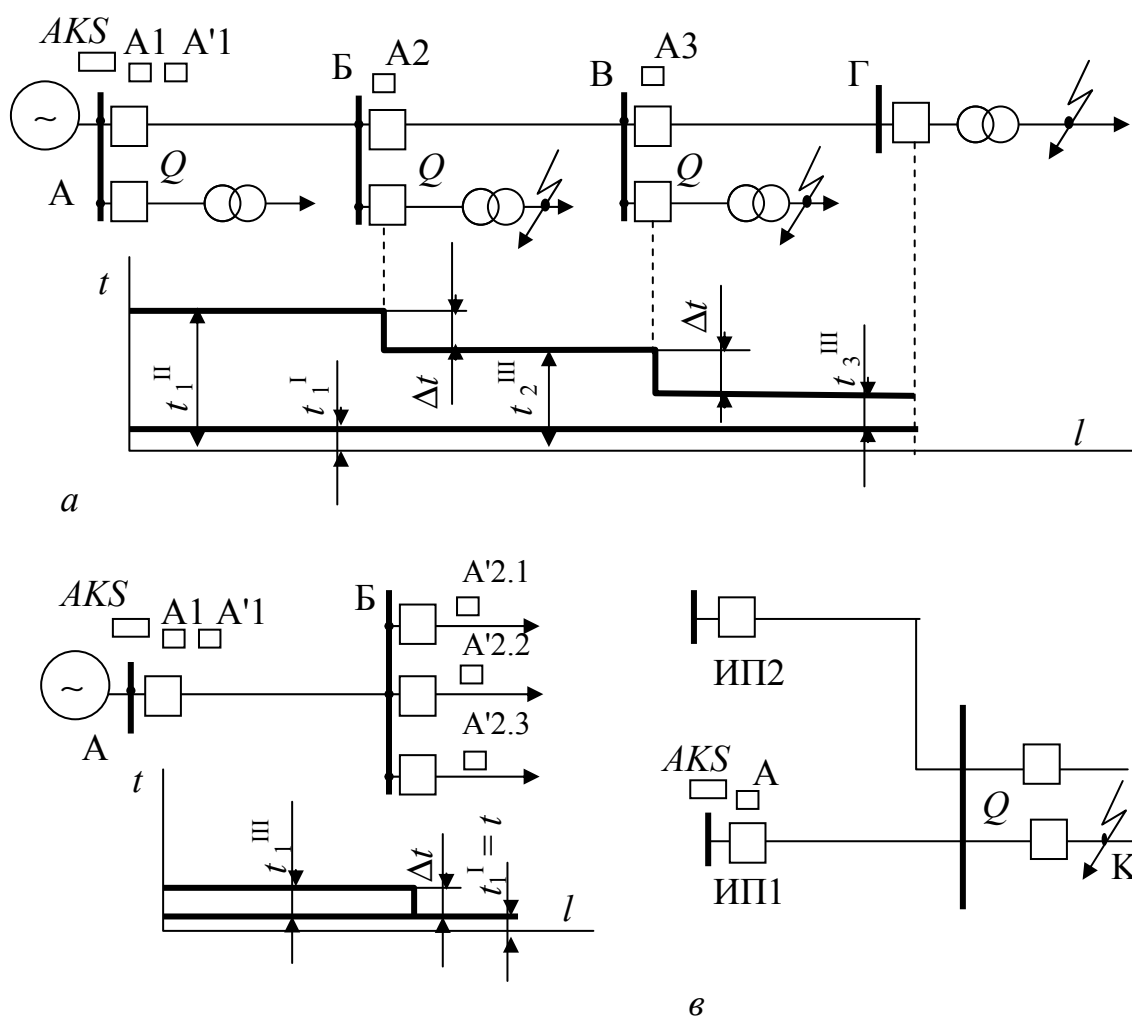 AKS A1 A'1
Б A2
В A3
Г
~
А
Q
Q
Q
t
t₁ᴵᴵ
t₁ᴵ
Δt
t₂ᴵᴵᴵ
Δt
t₃ᴵᴵᴵ
l
а
AKS A1 A'1
Б
A'2.1
A'2.2
A'2.3
~
А
t
t₁ᴵᴵᴵ
Δt
t₁ᴵ = t
l
ИП2
AKS A
ИП1
Q
К
в